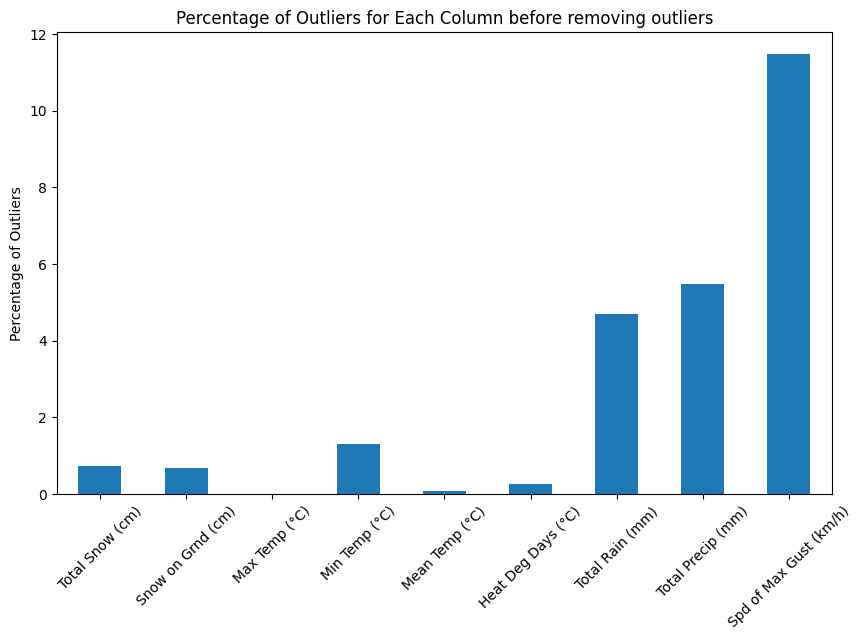 Percentage of Outliers for Each Column before removing outliers
12
10
8
6
4
2
0
Percentage of Outliers
Total Snow (cm)
Snow on Grnd (cm)
Max Temp (°C)
Min Temp (°C)
Mean Temp (°C)
Heat Deg Days (°C)
Total Rain (mm)
Total Precip (mm)
Spd of Max Gust (km/h)